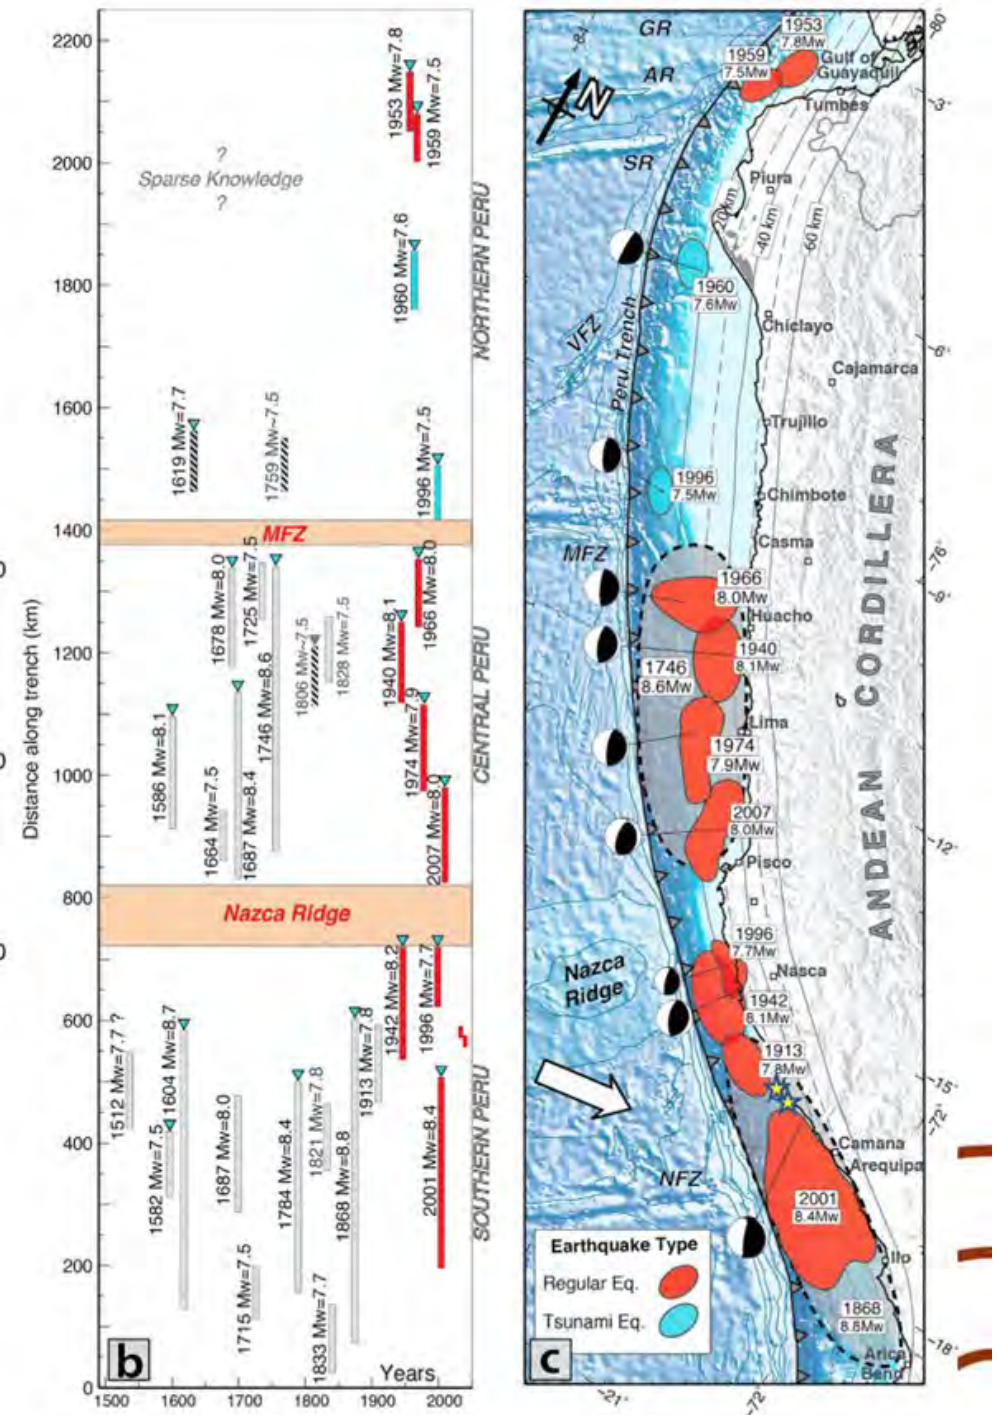 2200
2000
1800
1600
1400
1200
1000
800
600
400
200
0
Distance along trench (km)
1500
1600
1700
1800
1900
2000
Years
b
1953 Mw=7.8
1959 Mw=7.5
?
Sparse Knowledge
?
1960 Mw=7.6
1619 Mw=7.7
1759 Mw~7.5
1996 Mw=7.5
NORTHERN PERU
MFZ
1678 Mw=8.0
1725 Mw=7.5
1966 Mw=8.0
1940 Mw=8.1
1806 Mw~7.5
1828 Mw=7.5
1746 Mw=8.6
1586 Mw=8.1
1664 Mw=7.5
1687 Mw=8.4
1974 Mw=7.9
2007 Mw=8.0
CENTRAL PERU
Nazca Ridge
1942 Mw=8.2
1996 Mw=7.7
1512 Mw=7.7 ?
1604 Mw=8.7
1582 Mw=7.5
1687 Mw=8.0
1784 Mw=8.4
1821 Mw=7.8
1868 Mw=8.8
1913 Mw=7.8
2001 Mw=8.4
1715 Mw=7.5
1833 Mw=7.7
SOUTHERN PERU
GR
-84°
1953
7.8Mw
-80°
1959
7.5Mw
Gulf of
Guayaquil
AR
N
Tumbes
-3°
SR
Piura
20km
40 km
60 km
1960
7.6Mw
VFZ
Peru Trench
Chiclayo
-6°
Cajamarca
Trujillo
1996
7.5Mw
Chimbote
MFZ
Casma
-76°
1966
8.0Mw
-9°
Huacho
1940
8.1Mw
1746
8.6Mw
Lima
1974
7.9Mw
2007
8.0Mw
-12°
Pisco
ANDEAN CORDILLERA
1996
7.7Mw
Nazca
Ridge
Nasca
1942
8.1Mw
1913
7.8Mw
-15°
-72°
Camana
Arequipa
NFZ
2001
8.4Mw
Ilo
1868
8.8Mw
Arica
Bend
-18°
Earthquake Type
Regular Eq.
Tsunami Eq.
c
-21°
-72